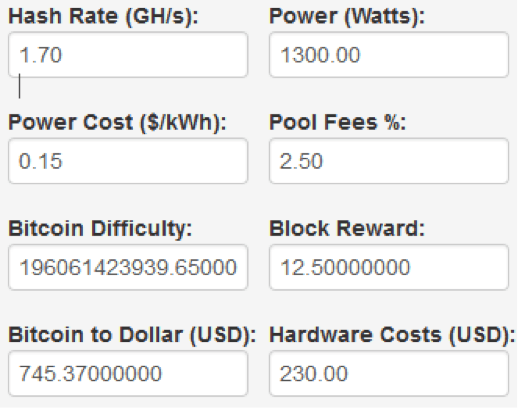 Hash Rate (GH/s): Power (Watts):
1.70 1300.00
Power Cost ($/kWh): Pool Fees %:
0.15 2.50
Bitcoin Difficulty: Block Reward:
196061423939.65000 12.50000000
Bitcoin to Dollar (USD): Hardware Costs (USD):
745.37000000 230.00